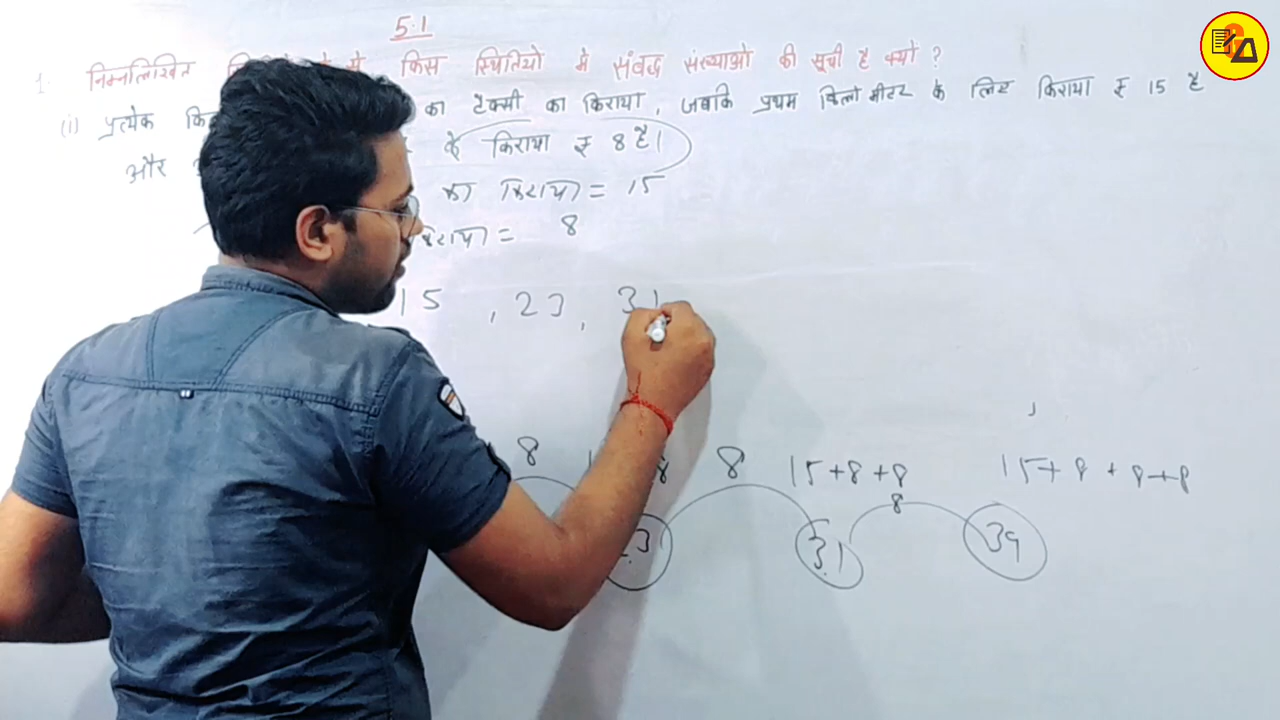 5.1
1. निम्नलिखित किस स्थितियो मे संबद्ध संख्याओ की सूची है क्यो ?
(i) प्रत्येक का टैक्सी का किराया, जबकि प्रथम किलो मीटर के लिए किराया ₹ 15 है
और के किराया ₹ 8 है।
का किराया = 15
किराया = 8
15 , 23 , 31
8 8 8 15+8+8 15+8+8+8
8
23 31 39